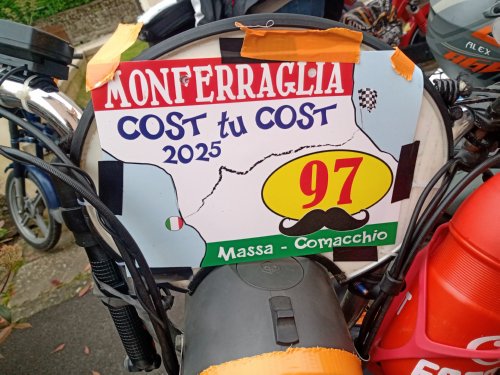 MONFERRAGLIA
COST tu COST
2025
97
Massa - Comacchio
ALEX